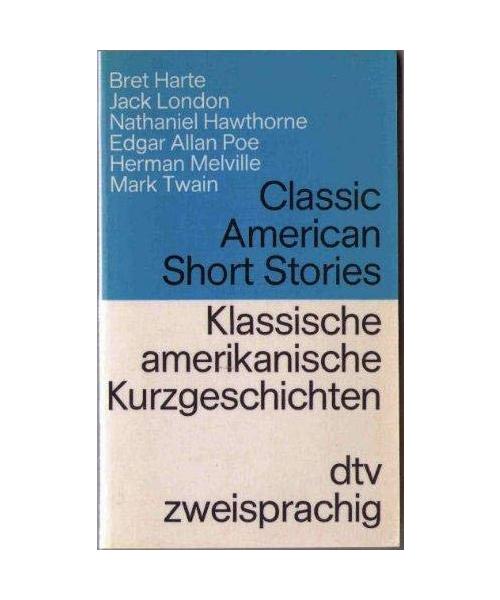 Bret Harte
Jack London
Nathaniel Hawthorne
Edgar Allan Poe
Herman Melville
Mark Twain
Classic
American
Short Stories
Klassische
amerikanische
Kurzgeschichten
dtv
zweisprachig